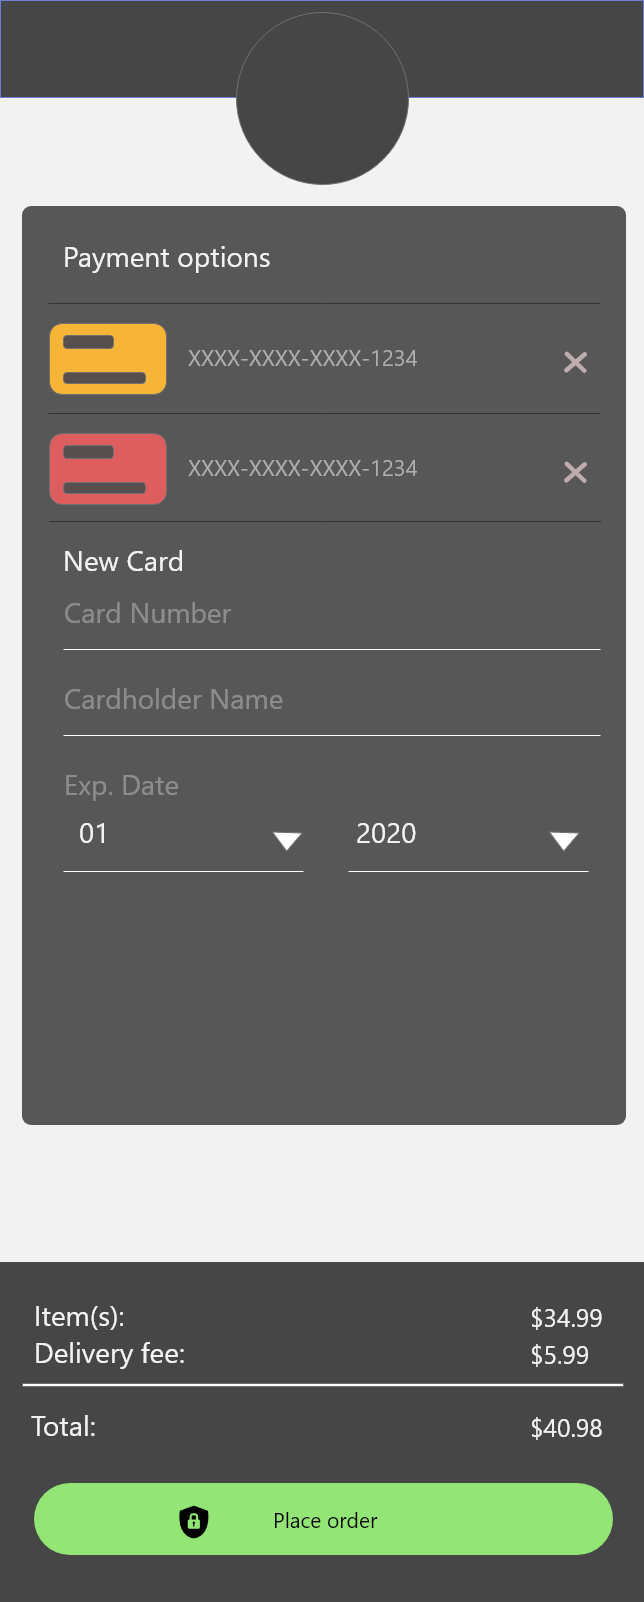 Payment options
XXXX-XXXX-XXXX-1234
XXXX-XXXX-XXXX-1234
New Card
Card Number
Cardholder Name
Exp. Date
01 2020
Item(s): $34.99
Delivery fee: $5.99
Total: $40.98
Place order